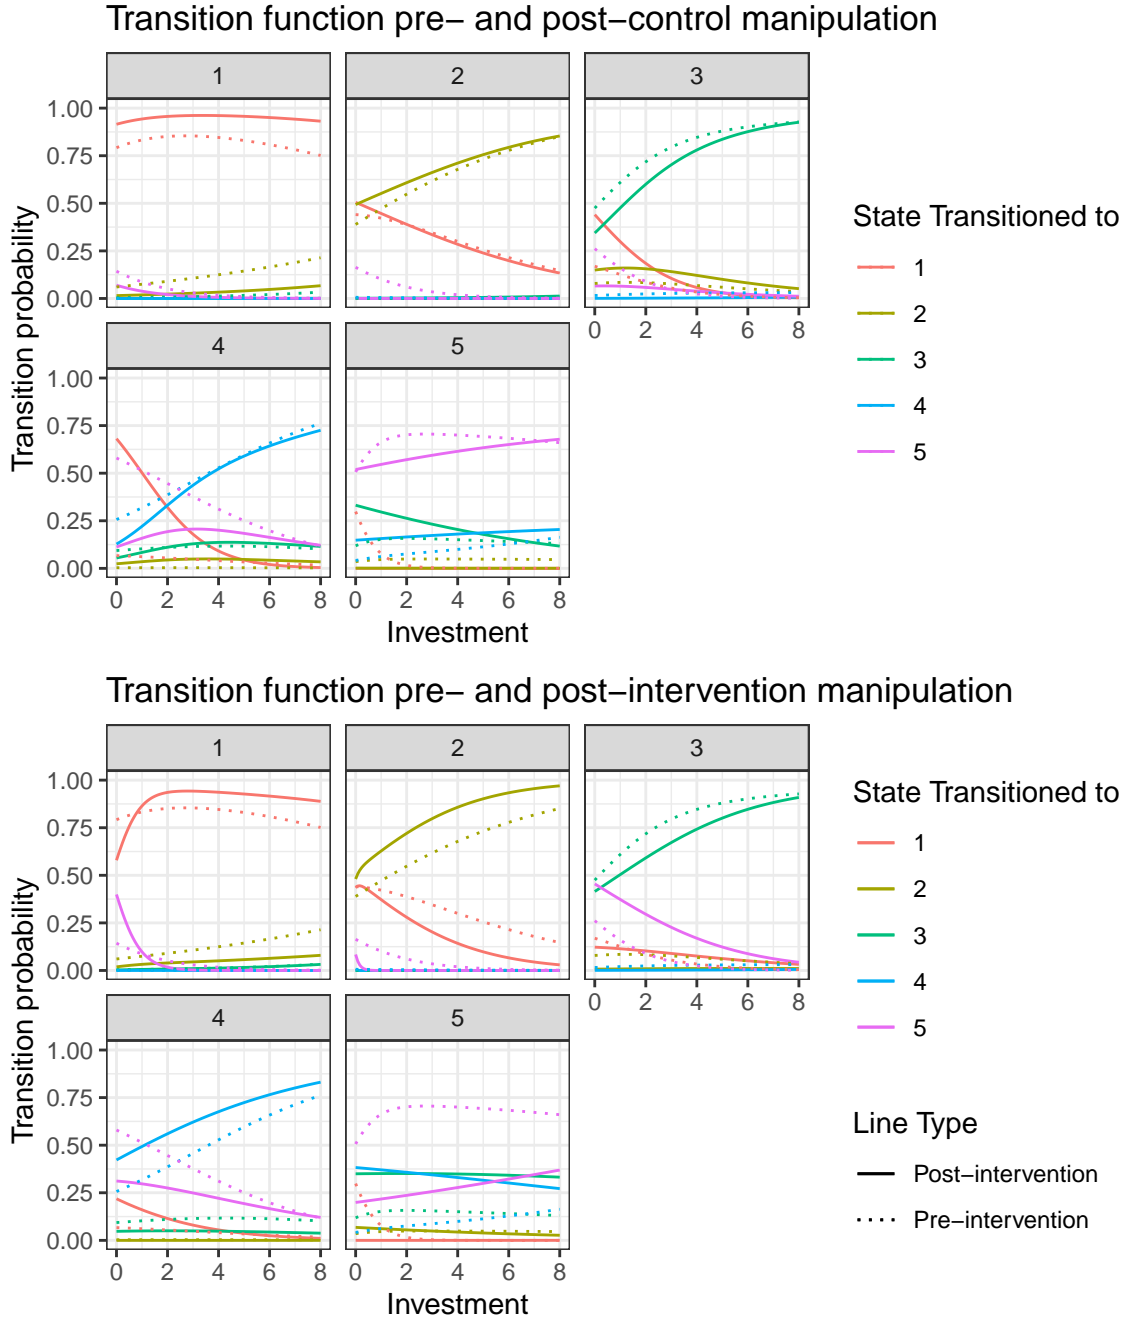 Transition function pre− and post−control manipulation
1 2 3
1.00
0.75
0.50
0.25
0.00
0 2 4 6 8
4 5
1.00
0.75
0.50
0.25
0.00
0 2 4 6 8 0 2 4 6 8
Transition probability
Investment
State Transitioned to
1
2
3
4
5
Transition function pre− and post−intervention manipulation
1 2 3
1.00
0.75
0.50
0.25
0.00
0 2 4 6 8
4 5
1.00
0.75
0.50
0.25
0.00
0 2 4 6 8 0 2 4 6 8
Transition probability
Investment
State Transitioned to
1
2
3
4
5
Line Type
Post−intervention
Pre−intervention